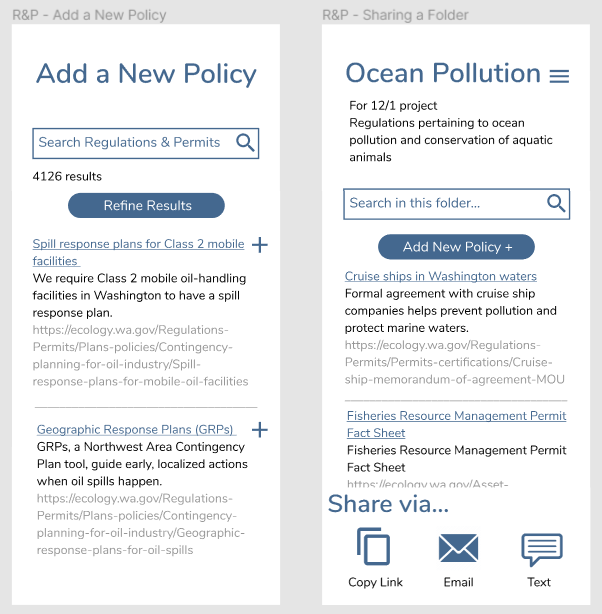 R&P - Add a New Policy
Add a New Policy
Search Regulations & Permits
4126 results
Refine Results
Spill response plans for Class 2 mobile
facilities
We require Class 2 mobile oil-handling
facilities in Washington to have a spill
response plan.
https://ecology.wa.gov/Regulations-
Permits/Plans-policies/Contingency-
planning-for-oil-industry/Spill-
response-plans-for-mobile-oil-facilities
Geographic Response Plans (GRPs)
GRPs, a Northwest Area Contingency
Plan tool, guide early, localized actions
when oil spills happen.
https://ecology.wa.gov/Regulations-
Permits/Plans-policies/Contingency-
planning-for-oil-industry/Geographic-
response-plans-for-oil-spills
R&P - Sharing a Folder
Ocean Pollution
For 12/1 project
Regulations pertaining to ocean
pollution and conservation of aquatic
animals
Search in this folder...
Add New Policy +
Cruise ships in Washington waters
Formal agreement with cruise ship
companies helps prevent pollution and
protect marine waters.
https://ecology.wa.gov/Regulations-
Permits/Permits-certifications/Cruise-
ship-memorandum-of-agreement-MOU
Fisheries Resource Management Permit
Fact Sheet
Fisheries Resource Management Permit
Fact Sheet
https://ecology.wa.gov/Asset-
Share via...
Copy Link
Email
Text